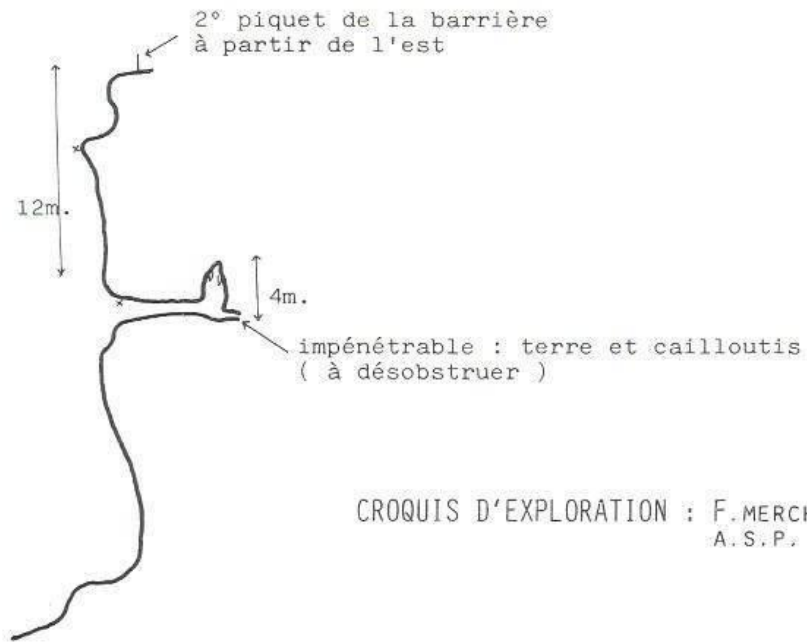 2° piquet de la barrière
à partir de l'est
12m.
4m.
impénétrable : terre et cailloutis
( à désobstruer )
CROQUIS D'EXPLORATION : F.MERCH
A.S.P.